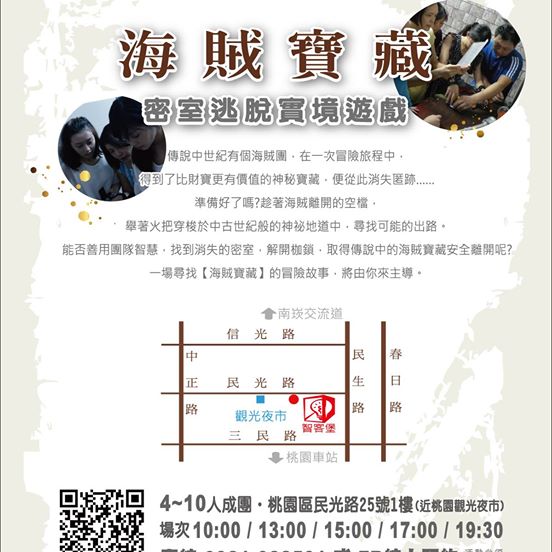 海賊寶藏
密室逃脫實境遊戲
傳說中世紀有個海賊團，在一次冒險旅程中，
得到了比財寶更有價值的神秘寶藏，便從此消失匿跡......
準備好了嗎?趁著海賊離開的空檔，
舉著火把穿梭於中古世紀般的神祕地道中，尋找可能的出路。
能否善用團隊智慧，找到消失的密室，解開枷鎖，取得傳說中的海賊寶藏安全離開呢?
一場尋找【海賊寶藏】的冒險故事，將由你來主導。
南崁交流道
信光路
中正路
民光路
民生路
春日路
觀光夜市
智客堡
三民路
桃園車站
4~10人成團・桃園區民光路25號1樓(近桃園觀光夜市)
場次10:00 / 13:00 / 15:00 / 17:00 / 19:30